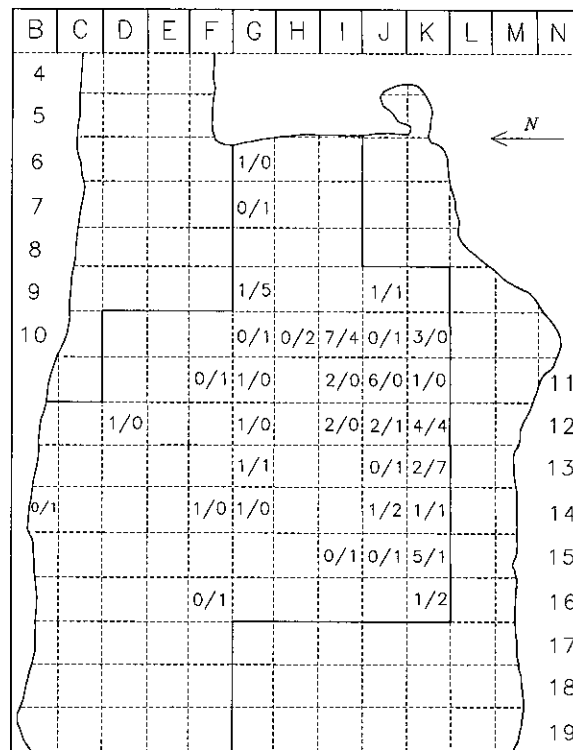 B C D E F G H I J K L M N
4
5
N
6 1/0
7 0/1
8
9 1/5 1/1
10 0/1 0/2 7/4 0/1 3/0
0/1 1/0 2/0 6/0 1/0 11
1/0 1/0 2/0 2/1 4/4 12
1/1 0/1 2/7 13
0/1 1/0 1/0 1/2 1/1 14
0/1 0/1 5/1 15
0/1 1/2 16
17
18
19